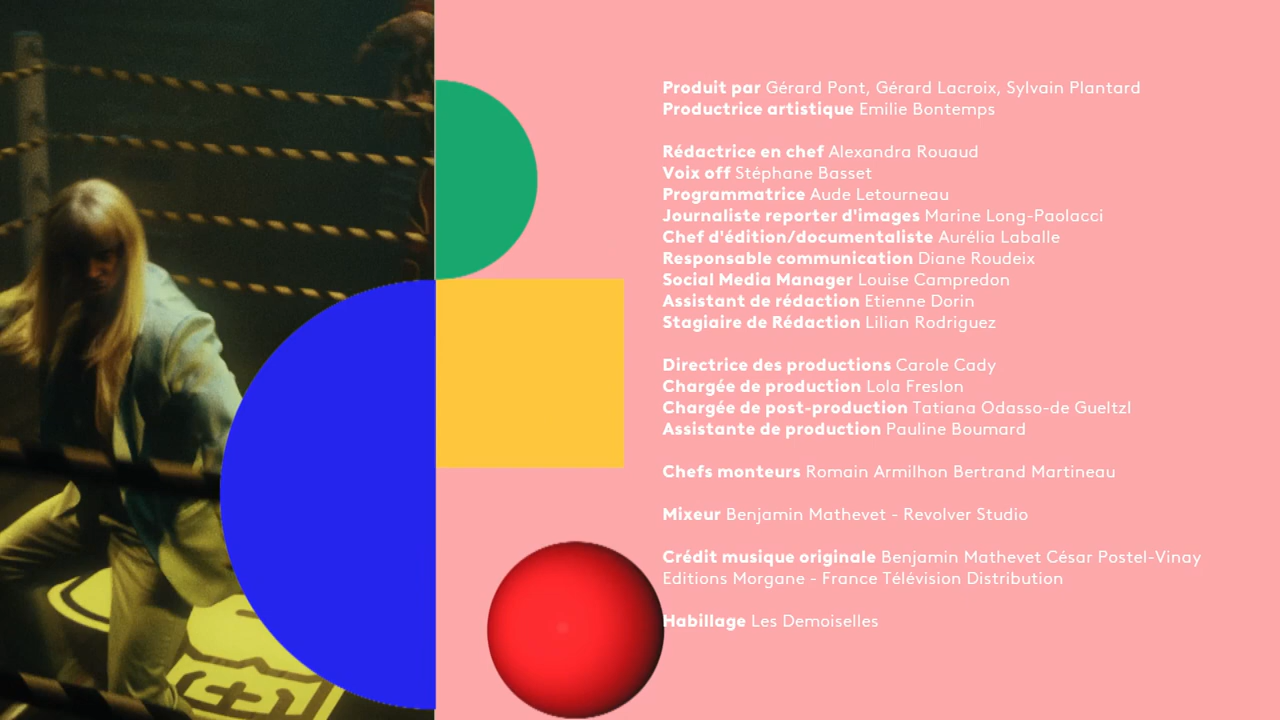 Produit par Gérard Pont, Gérard Lacroix, Sylvain Plantard
Productrice artistique Emilie Bontemps
Rédactrice en chef Alexandra Rouaud
Voix off Stéphane Basset
Programmatrice Aude Letourneau
Journaliste reporter d'images Marine Long-Paolacci
Chef d'édition/documentaliste Aurélia Laballe
Responsable communication Diane Roudeix
Social Media Manager Louise Campredon
Assistant de rédaction Etienne Dorin
Stagiaire de Rédaction Lilian Rodriguez
Directrice des productions Carole Cady
Chargée de production Lola Freslon
Chargée de post-production Tatiana Odasso-de Gueltzl
Assistante de production Pauline Boumard
Chefs monteurs Romain Armilhon Bertrand Martineau
Mixeur Benjamin Mathevet - Revolver Studio
Crédit musique originale Benjamin Mathevet César Postel-Vinay
Editions Morgane - France Télévision Distribution
Habillage Les Demoiselles